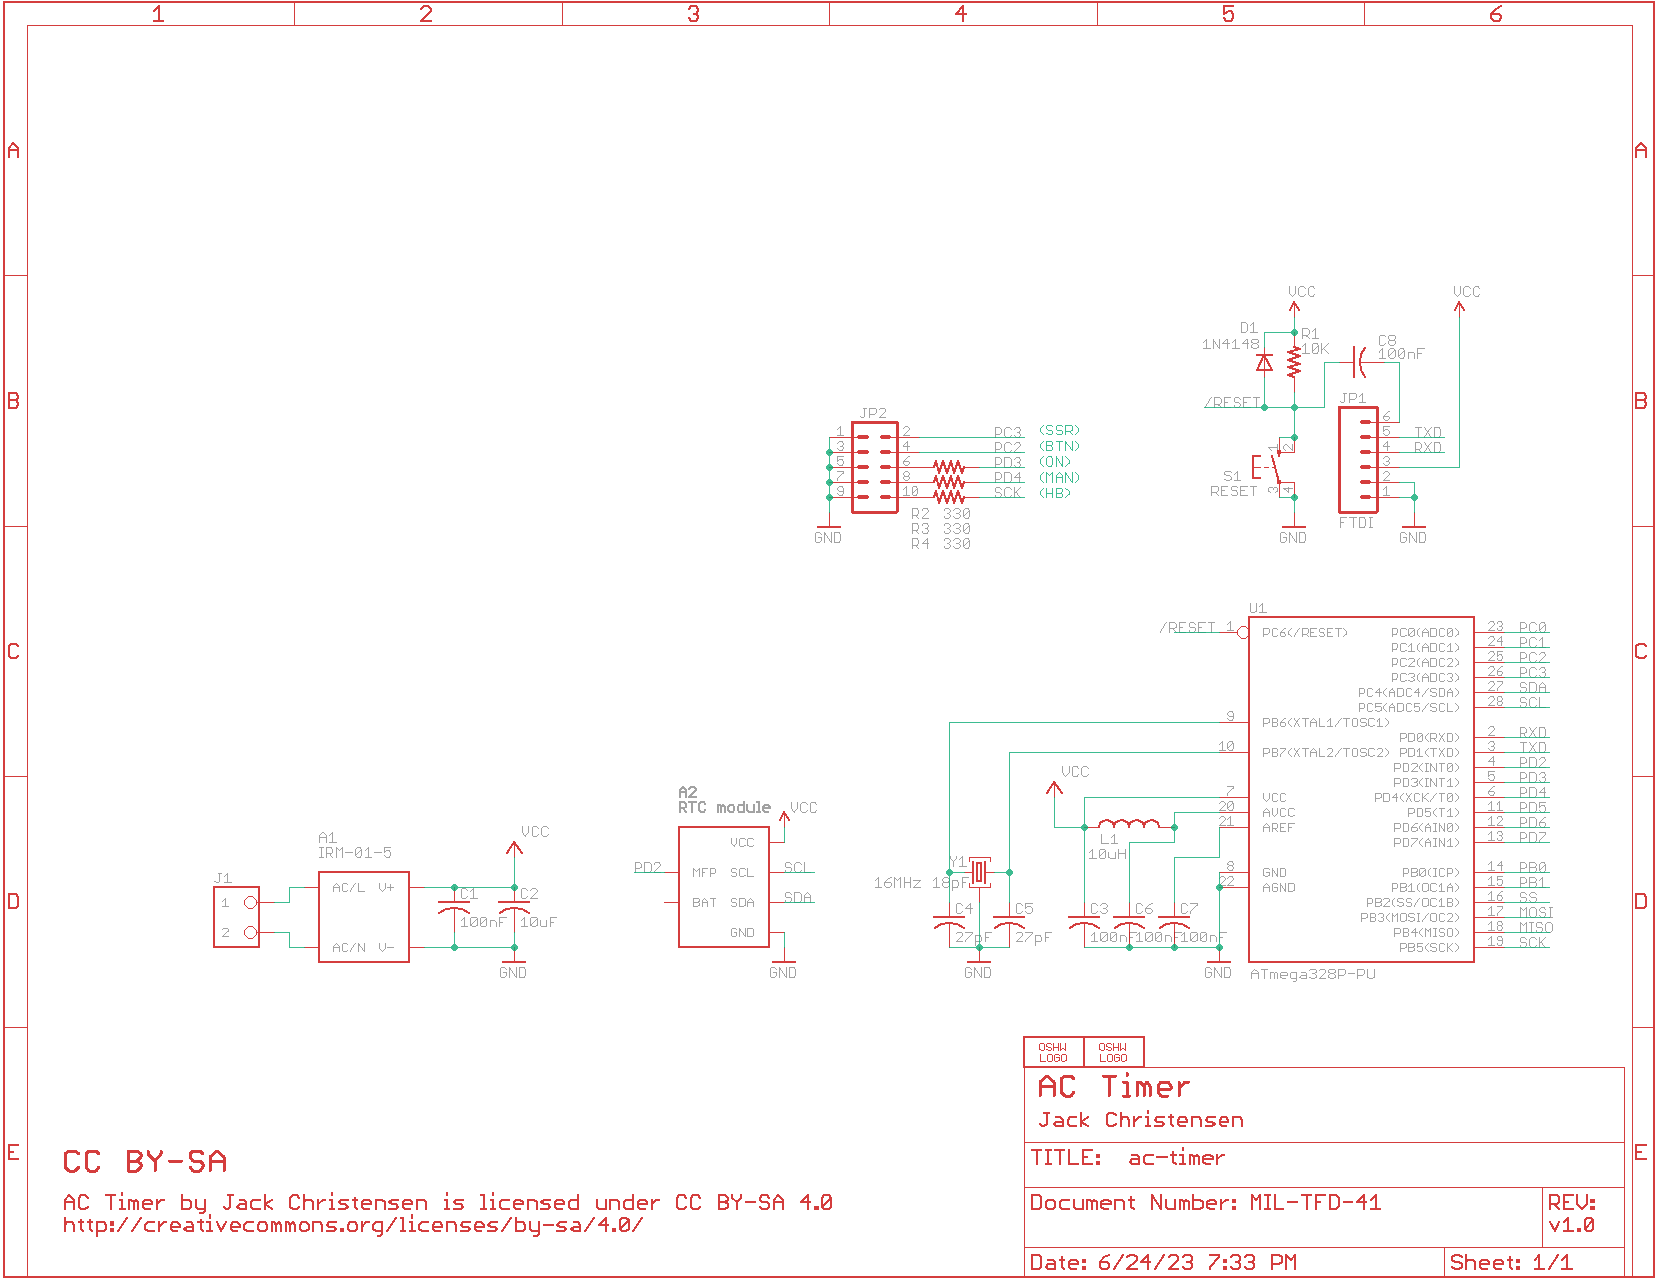 1 2 3 4 5 6
A A
B B
C C
D D
E E
VCC
VCC
D1
1N4148
R1
10K
C8
100nF
/RESET
JP1
6
5 TXD
4 RXD
3
2
1
FTDI
GND
S1
RESET
1
2
3
4
GND
JP2
1 2 PC3 (SSR)
3 4 PC2 (BTN)
5 6 PD3 (ON)
7 8 PD4 (MAN)
9 10 SCK (HB)
R2 330
R3 330
R4 330
GND
U1
/RESET 1 PC6(/RESET)
9 PB6(XTAL1/TOSC1)
10 PB7(XTAL2/TOSC2)
7 VCC
20 AVCC
21 AREF
8 GND
22 AGND
PC0(ADC0) 23 PC0
PC1(ADC1) 24 PC1
PC2(ADC2) 25 PC2
PC3(ADC3) 26 PC3
PC4(ADC4/SDA) 27 SDA
PC5(ADC5/SCL) 28 SCL
PD0(RXD) 2 RXD
PD1(TXD) 3 TXD
PD2(INT0) 4 PD2
PD3(INT1) 5 PD3
PD4(XCK/T0) 6 PD4
PD5(T1) 11 PD5
PD6(AIN0) 12 PD6
PD7(AIN1) 13 PD7
PB0(ICP) 14 PB0
PB1(OC1A) 15 PB1
PB2(SS/OC1B) 16 SS
PB3(MOSI/OC2) 17 MOSI
PB4(MISO) 18 MISO
PB5(SCK) 19 SCK
ATmega328P-PU
VCC
L1
10uH
Y1
16MHz 18pF
C4
27pF
C5
27pF
C3
100nF
C6
100nF
C7
100nF
GND
GND
A2
RTC module
VCC
VCC
PD2 MFP SCL SCL
BAT SDA SDA
GND
GND
A1
IRM-01-5
VCC
J1
1
2
AC/L V+
AC/N V-
C1
100nF
C2
10uF
GND
OSHW LOGO
OSHW LOGO
AC Timer
Jack Christensen
TITLE: ac-timer
Document Number: MIL-TFD-41
REV:
v1.0
Date: 6/24/23 7:33 PM
Sheet: 1/1
CC BY-SA
AC Timer by Jack Christensen is licensed under CC BY-SA 4.0
http://creativecommons.org/licenses/by-sa/4.0/